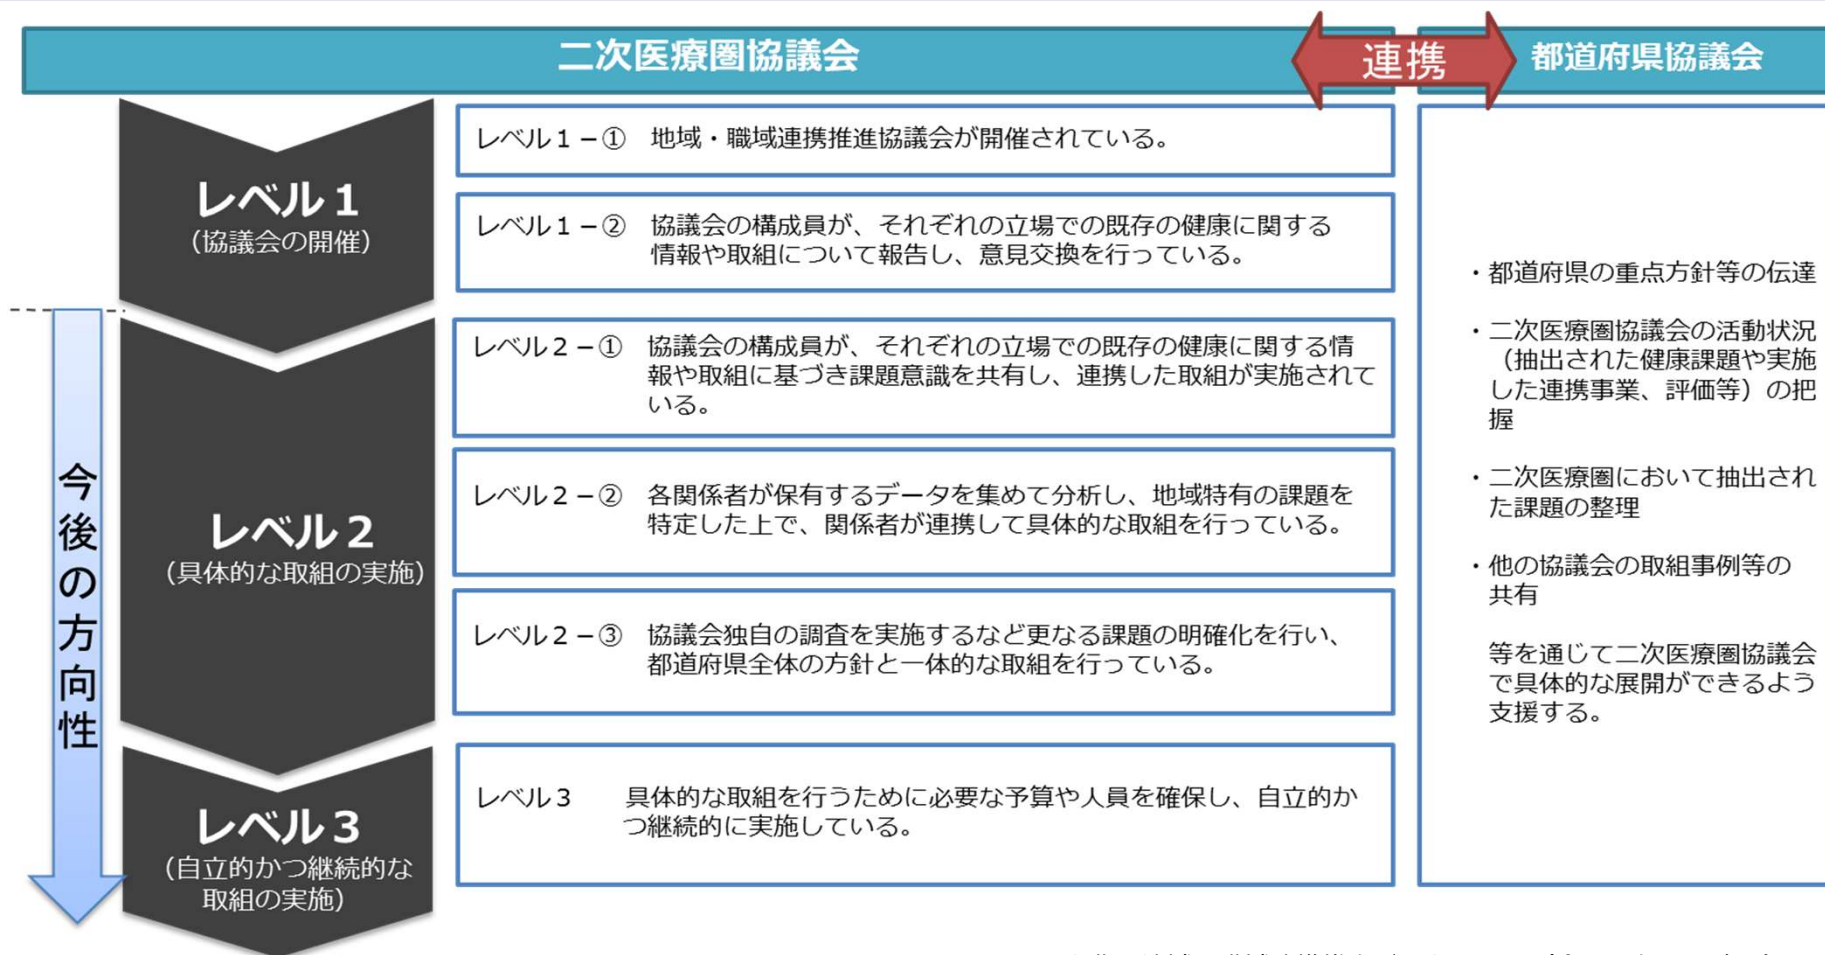 二次医療圏協議会
連携
都道府県協議会
レベル１
（協議会の開催）
レベル１－①　地域・職域連携推進協議会が開催されている。
レベル１－②　協議会の構成員が、それぞれの立場での既存の健康に関する
情報や取組について報告し、意見交換を行っている。
今後の方向性
レベル２
（具体的な取組の実施）
レベル２－①　協議会の構成員が、それぞれの立場での既存の健康に関する情
報や取組に基づき課題意識を共有し、連携した取組が実施されて
いる。
レベル２－②　各関係者が保有するデータを集めて分析し、地域特有の課題を
特定した上で、関係者が連携して具体的な取組を行っている。
レベル２－③　協議会独自の調査を実施するなど更なる課題の明確化を行い、
都道府県全体の方針と一体的な取組を行っている。
レベル３
（自立的かつ継続的な
取組の実施）
レベル３　具体的な取組を行うために必要な予算や人員を確保し、自立的か
つ継続的に実施している。
・都道府県の重点方針等の伝達
・二次医療圏協議会の活動状況
（抽出された健康課題や実施
した連携事業、評価等）の把
握
・二次医療圏において抽出され
た課題の整理
・他の協議会の取組事例等の
共有
等を通じて二次医療圏協議会
で具体的な展開ができるよう
支援する。